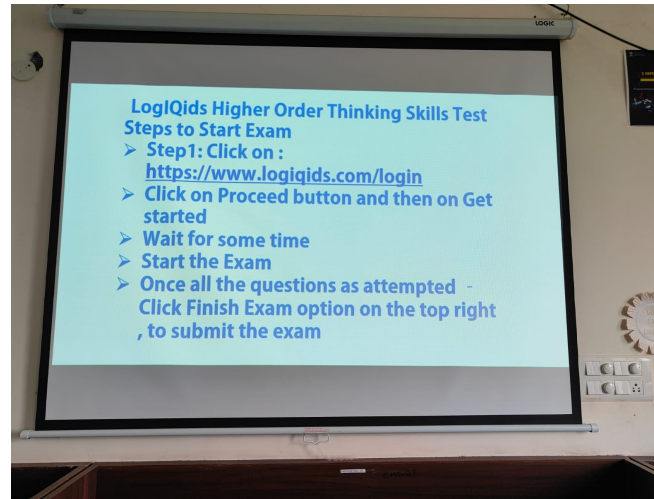 LOGIC
LogIQids Higher Order Thinking Skills Test
Steps to Start Exam
➢ Step1: Click on :
https://www.logiqids.com/login
➢ Click on Proceed button and then on Get
started
➢ Wait for some time
➢ Start the Exam
➢ Once all the questions as attempted -
Click Finish Exam option on the top right
, to submit the exam